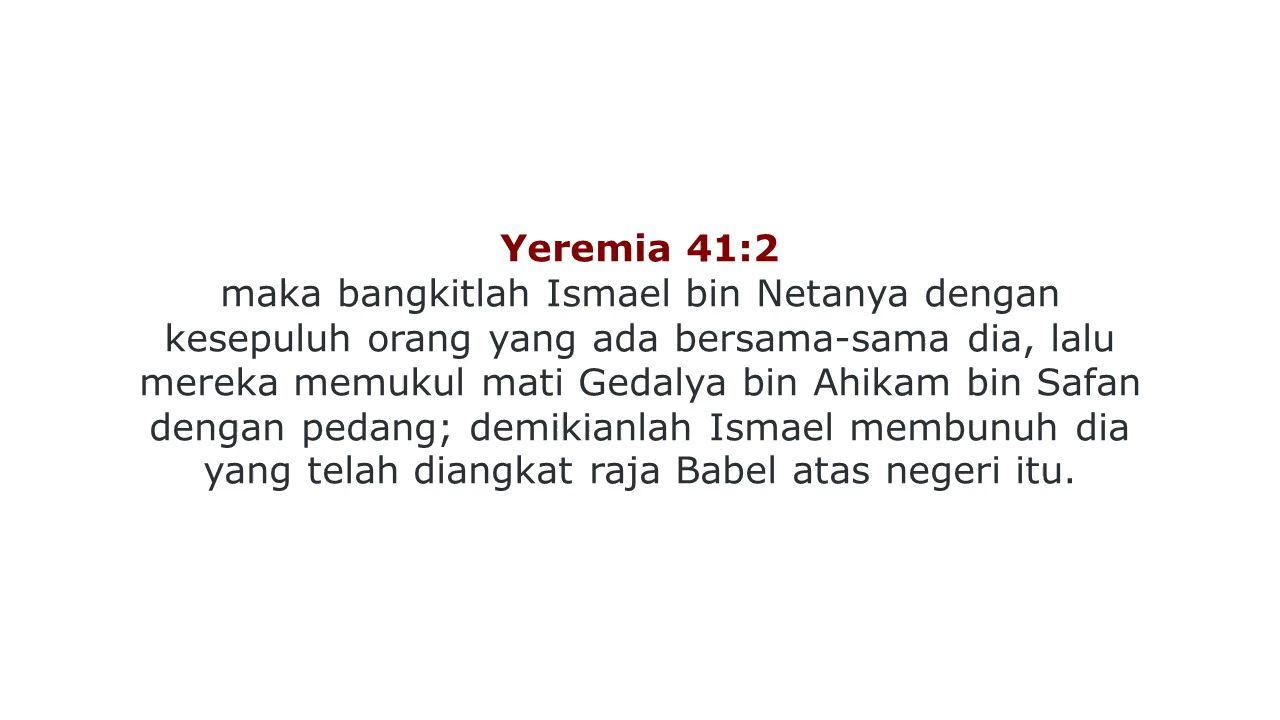 Yeremia 41:2
maka bangkitlah Ismael bin Netanya dengan
kesepuluh orang yang ada bersama-sama dia, lalu
mereka memukul mati Gedalya bin Ahikam bin Safan
dengan pedang; demikianlah Ismael membunuh dia
yang telah diangkat raja Babel atas negeri itu.